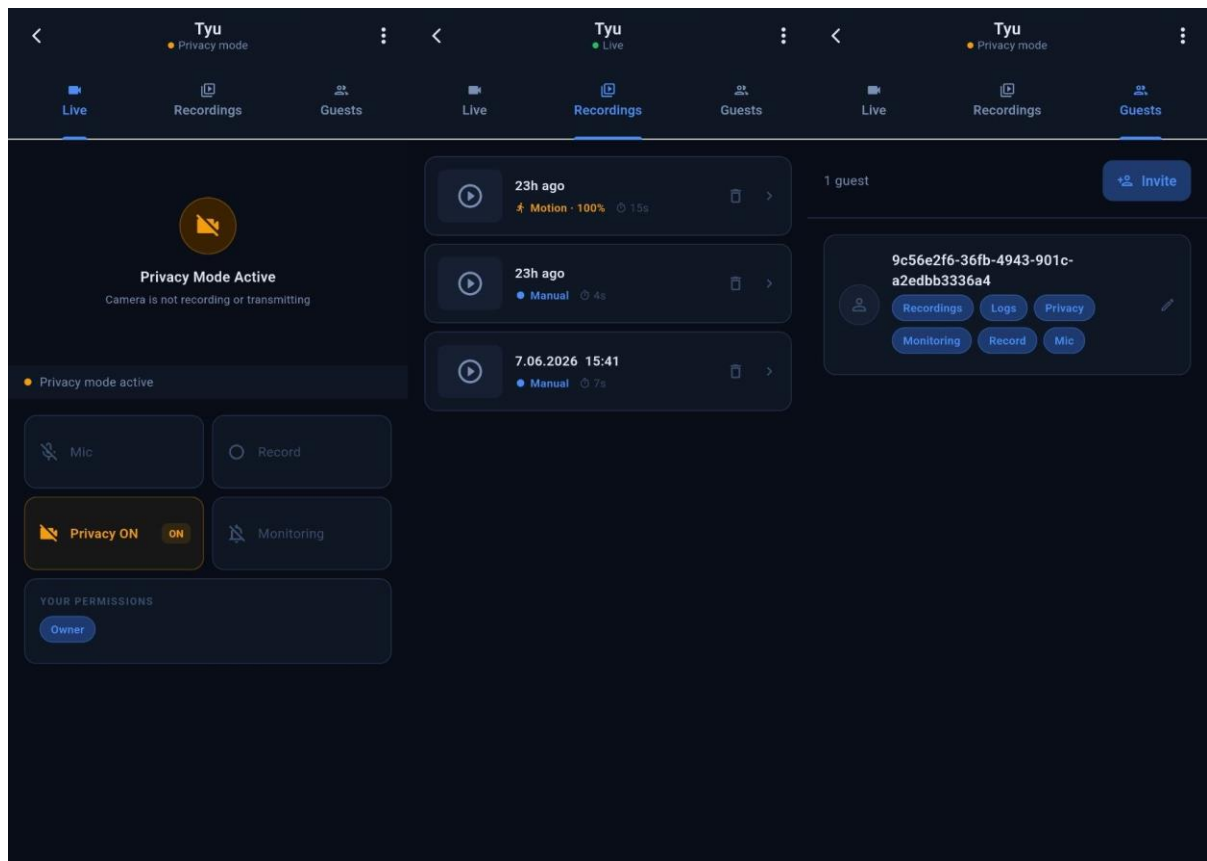 Tyu
Privacy mode
Live
Recordings
Guests
Privacy Mode Active
Camera is not recording or transmitting
Privacy mode active
Mic
Record
Privacy ON
ON
Monitoring
YOUR PERMISSIONS
Owner
Tyu
Live
Live
Recordings
Guests
23h ago
Motion · 100% 15s
23h ago
Manual 4s
7.06.2026 15:41
Manual 7s
Tyu
Privacy mode
Live
Recordings
Guests
1 guest
Invite
9c56e2f6-36fb-4943-901c-
a2edbb3336a4
Recordings Logs Privacy
Monitoring Record Mic